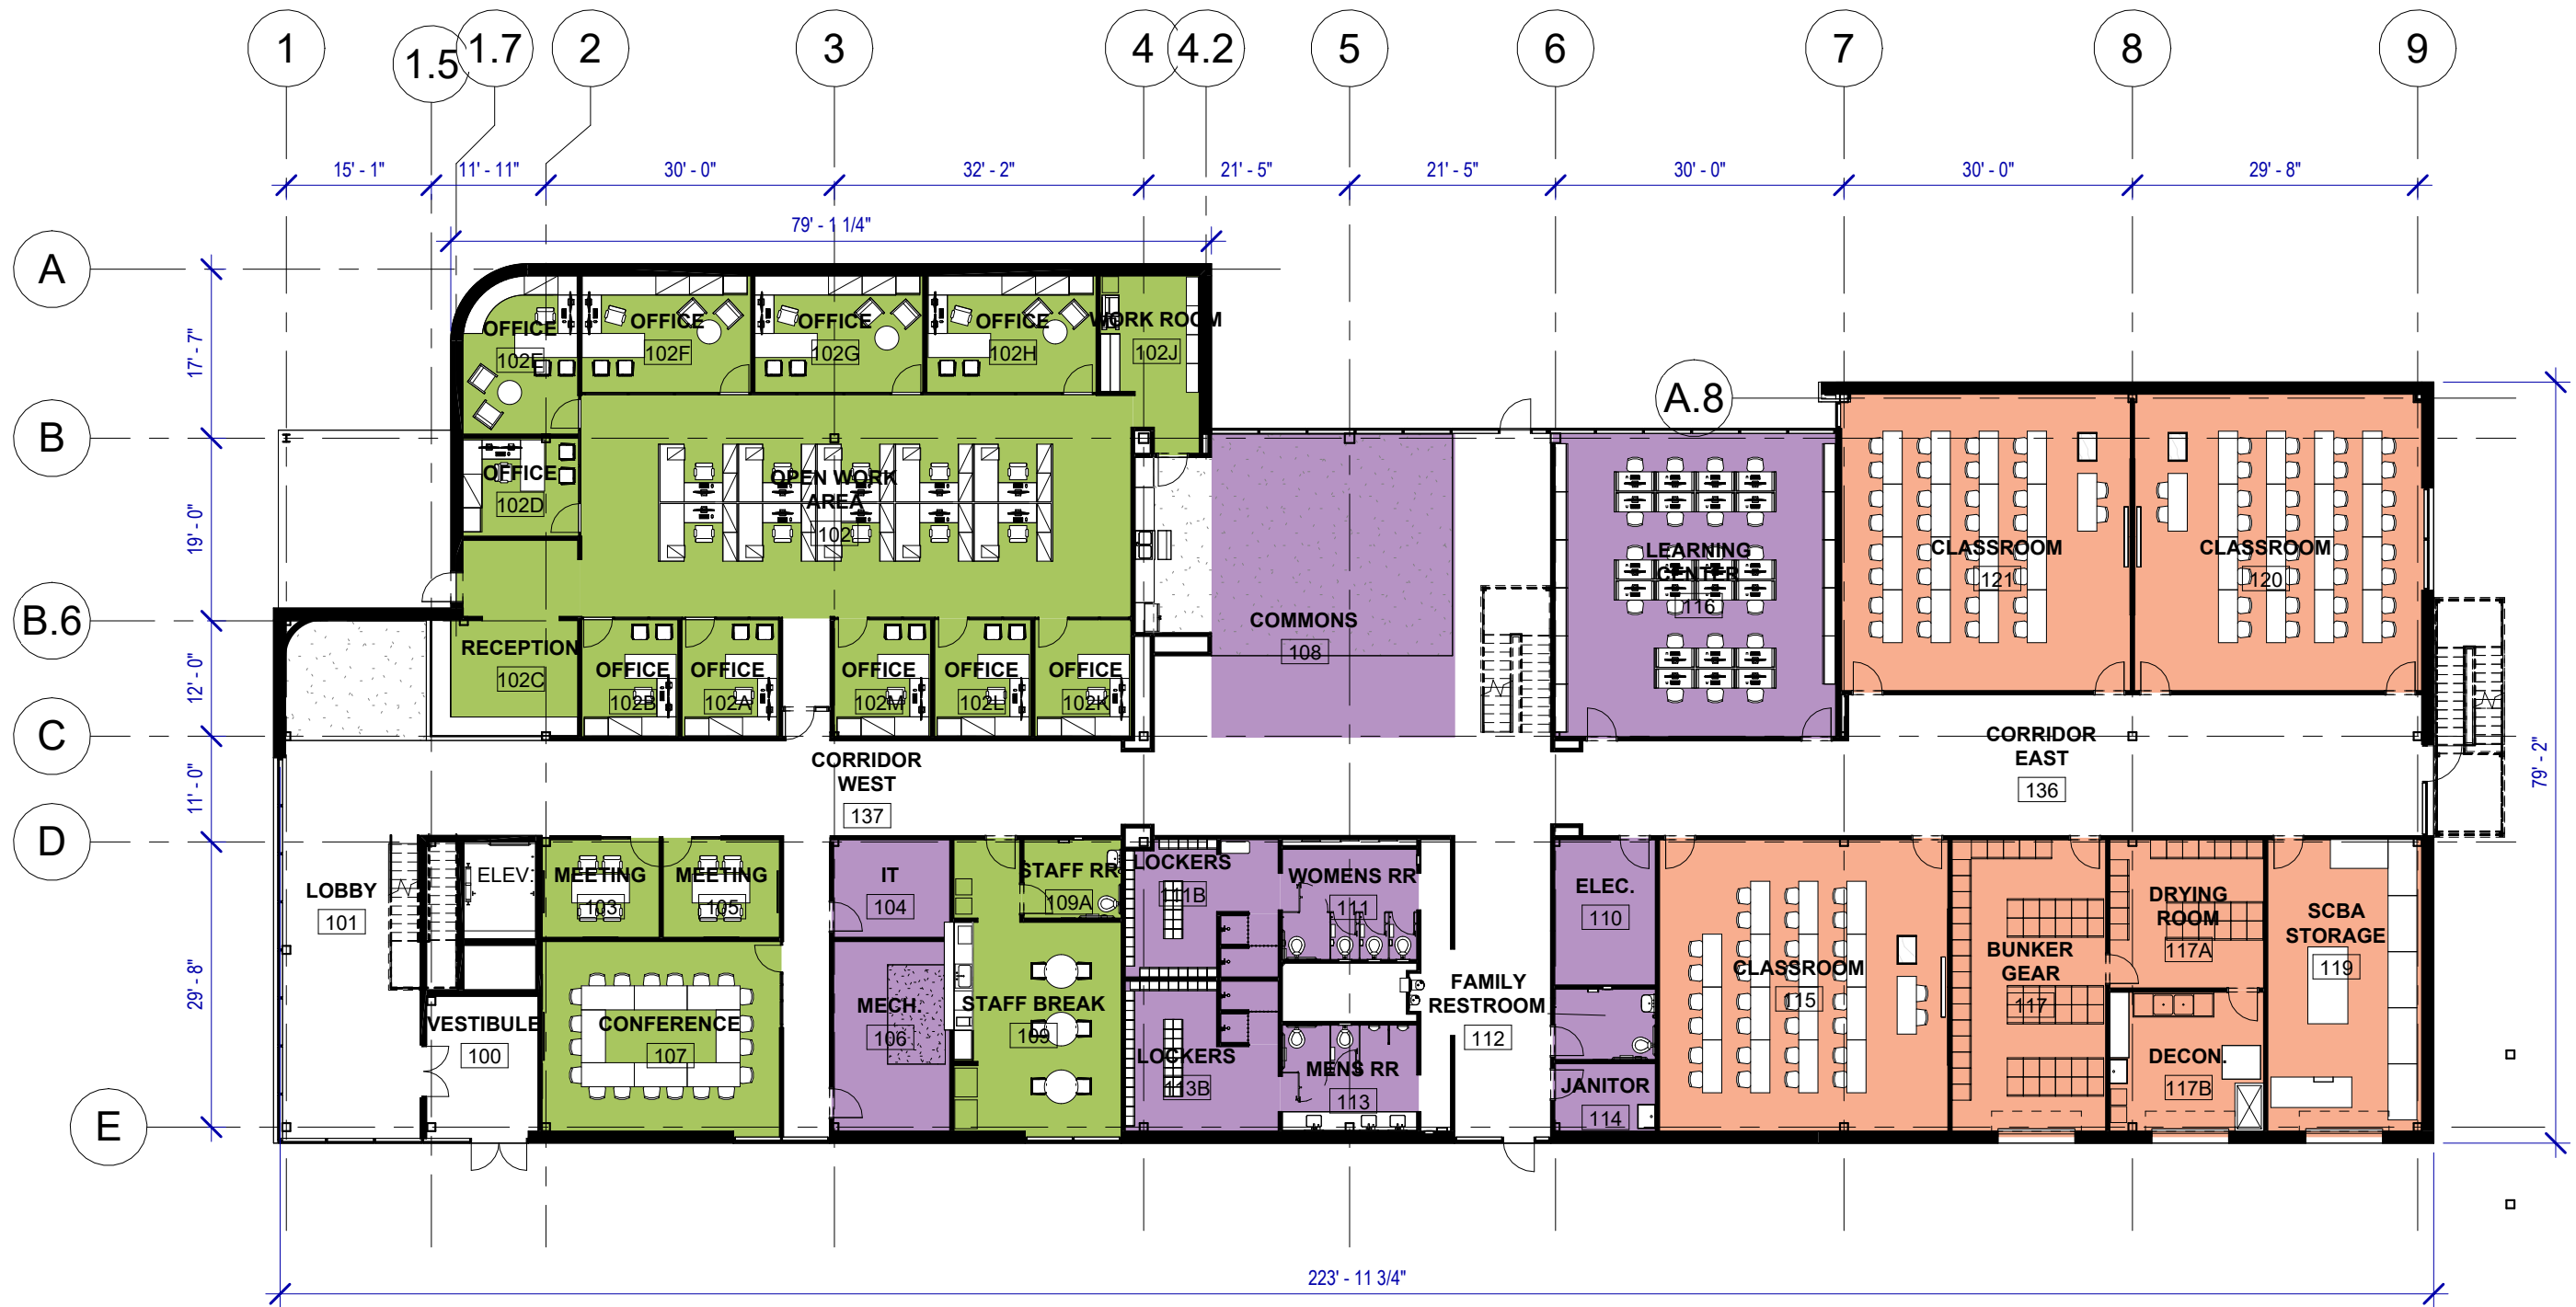 1
1.5
1.7
2
3
4
4.2
5
6
7
8
9
15' - 1"
11' - 11"
30' - 0"
32' - 2"
21' - 5"
21' - 5"
30' - 0"
30' - 0"
29' - 8"
79' - 1 1/4"
A
17' - 7"
OFFICE
102E
OFFICE
102F
OFFICE
102G
OFFICE
102H
WORK ROOM
102J
A.8
B
19' - 0"
OFFICE
102D
OPEN WORK
AREA
102
LEARNING
CENTER
116
CLASSROOM
121
CLASSROOM
120
B.6
12' - 0"
RECEPTION
102C
OFFICE
102B
OFFICE
102A
OFFICE
102M
OFFICE
102L
OFFICE
102K
COMMONS
108
C
11' - 0"
CORRIDOR
WEST
137
CORRIDOR
EAST
136
79' - 2"
D
29' - 8"
LOBBY
101
ELEV.
MEETING
103
MEETING
105
IT
104
STAFF RR
109A
LOCKERS
111B
WOMENS RR
111
ELEC.
110
CLASSROOM
115
BUNKER
GEAR
117
DRYING
ROOM
117A
SCBA
STORAGE
119
VESTIBULE
100
CONFERENCE
107
MECH.
106
STAFF BREAK
109
LOCKERS
113B
MENS RR
113
FAMILY
RESTROOM
112
JANITOR
114
DECON.
117B
E
223' - 11 3/4"